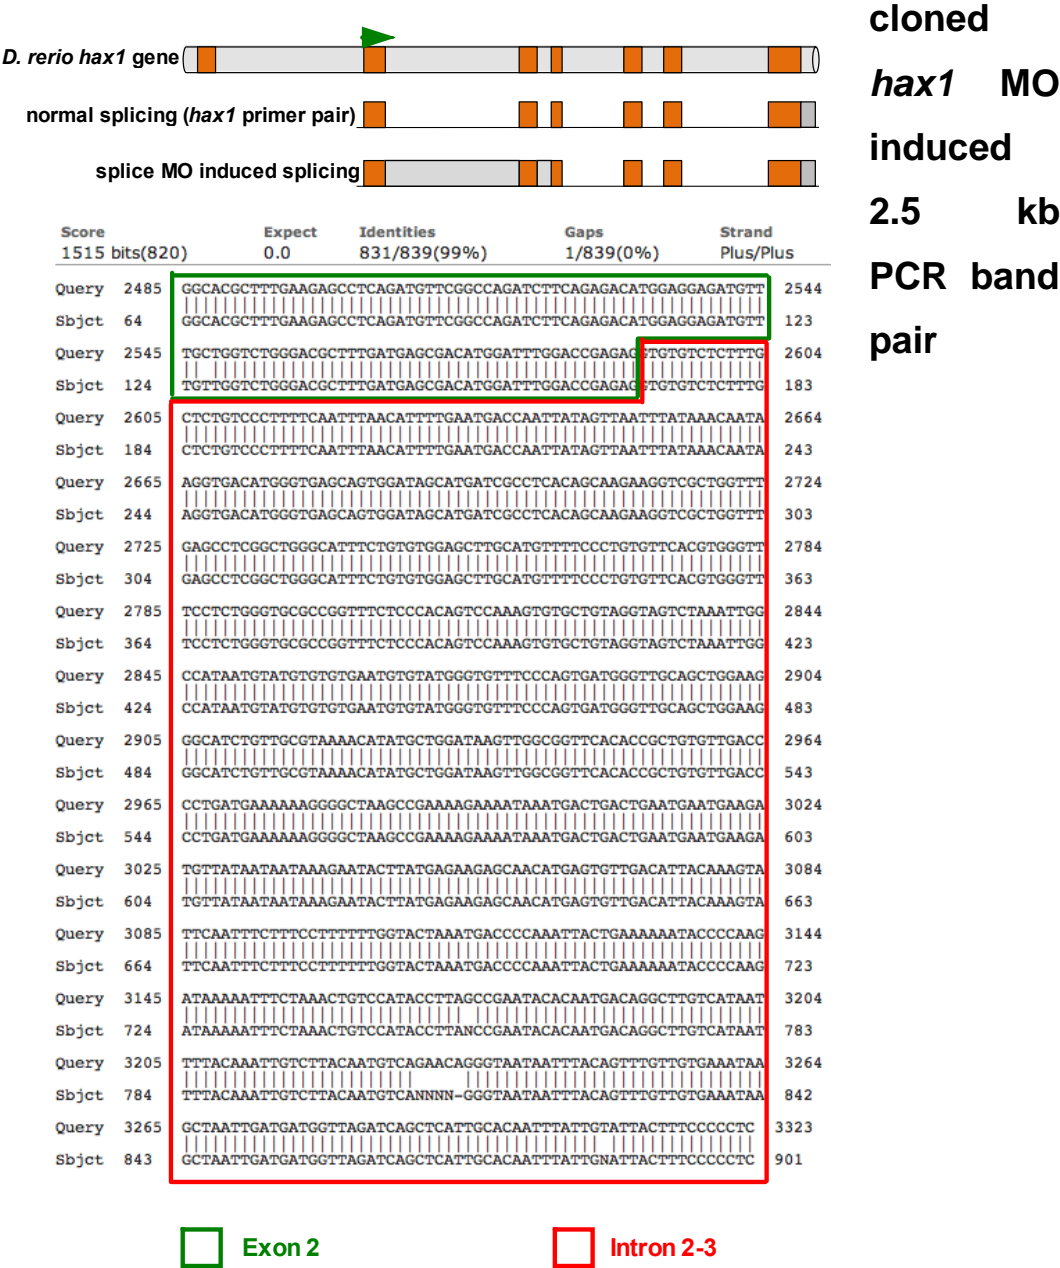 cloned
hax1 MO
induced
2.5 kb
PCR band
pair
D. rerio hax1 gene
normal splicing (hax1 primer pair)
splice MO induced splicing
Score Expect Identities Gaps Strand
1515 bits(820) 0.0 831/839(99%) 1/839(0%) Plus/Plus
Query 2485 GGCACGCTTTGAAGAGCCTCAGATGTTCGGCCAGATCTTCAGAGACATGGAGGAGATGTT 2544
Sbjct 64 GGCACGCTTTGAAGAGCCTCAGATGTTCGGCCAGATCTTCAGAGACATGGAGGAGATGTT 123
Query 2545 TGCTGGTCTGGGACGCTTTGATGAGCGACATGGATTTGGACCGAGAGGTGTGTCTCTTTG 2604
Sbjct 124 TGTTGGTCTGGGACGCTTTGATGAGCGACATGGATTTGGACCGAGAGGTGTGTCTCTTTG 183
Query 2605 CTCTGTCCCTTTTCAATTTAACATTTTGAATGACCAATTATAGTTAATTTATAAACAATA 2664
Sbjct 184 CTCTGTCCCTTTTCAATTTAACATTTTGAATGACCAATTATAGTTAATTTATAAACAATA 243
Query 2665 AGGTGACATGGGTGAGCAGTGGATAGCATGATCGCCTCACAGCAAGAAGGTCGCTGGTTT 2724
Sbjct 244 AGGTGACATGGGTGAGCAGTGGATAGCATGATCGCCTCACAGCAAGAAGGTCGCTGGTTT 303
Query 2725 GAGCCTCGGCTGGGCATTTCTGTGTGGAGCTTGCATGTTTTCCCTGTGTTCACGTGGGTT 2784
Sbjct 304 GAGCCTCGGCTGGGCATTTCTGTGTGGAGCTTGCATGTTTTCCCTGTGTTCACGTGGGTT 363
Query 2785 TCCTCTGGGTGCGCCGGTTTCTCCCACAGTCCAAAGTGTGCTGTAGGTAGTCTAAATTGG 2844
Sbjct 364 TCCTCTGGGTGCGCCGGTTTCTCCCACAGTCCAAAGTGTGCTGTAGGTAGTCTAAATTGG 423
Query 2845 CCATAATGTATGTGTGTGAATGTGTATGGGTGTTTCCCAGTGATGGGTTGCAGCTGGAAG 2904
Sbjct 424 CCATAATGTATGTGTGTGAATGTGTATGGGTGTTTCCCAGTGATGGGTTGCAGCTGGAAG 483
Query 2905 GGCATCTGTTGCGTAAAACATATGCTGGATAAGTTGGCGGTTCACACCGCTGTGTTGACC 2964
Sbjct 484 GGCATCTGTTGCGTAAAACATATGCTGGATAAGTTGGCGGTTCACACCGCTGTGTTGACC 543
Query 2965 CCTGATGAAAAAAGGGGCTAAGCCGAAAAGAAAATAAATGACTGACTGAATGAATGAAGA 3024
Sbjct 544 CCTGATGAAAAAAGGGGCTAAGCCGAAAAGAAAATAAATGACTGACTGAATGAATGAAGA 603
Query 3025 TGTTATAATAATAAAGAATACTTATGAGAAGAGCAACATGAGTGTTGACATTACAAAGTA 3084
Sbjct 604 TGTTATAATAATAAAGAATACTTATGAGAAGAGCAACATGAGTGTTGACATTACAAAGTA 663
Query 3085 TTCAATTTCTTTCCTTTTTTGGTACTAAATGACCCCAAATTACTGAAAAAATACCCCAAG 3144
Sbjct 664 TTCAATTTCTTTCCTTTTTTGGTACTAAATGACCCCAAATTACTGAAAAAATACCCCAAG 723
Query 3145 ATAAAAATTTCTAAACTGTCCATACCTTAGCCGAATACACAATGACAGGCTTGTCATAAT 3204
Sbjct 724 ATAAAAATTTCTAAACTGTCCATACCTTANCCGAATACACAATGACAGGCTTGTCATAAT 783
Query 3205 TTTACAAATTGTCTTACAATGTCAGAACAGGGTAATAATTTACAGTTTGTTGTGAAATAA 3264
Sbjct 784 TTTACAAATTGTCTTACAATGTCANNNN-GGGTAATAATTTACAGTTTGTTGTGAAATAA 842
Query 3265 GCTAATTGATGATGGTTAGATCAGCTCATTGCACAATTTATTGTATTACTTTCCCCCTC 3323
Sbjct 843 GCTAATTGATGATGGTTAGATCAGCTCATTGCACAATTTATTGNATTACTTTCCCCCTC 901
Exon 2 Intron 2-3